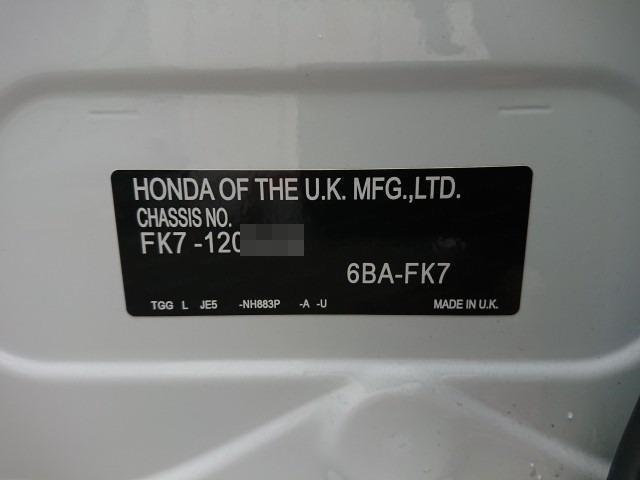 HONDA OF THE U.K. MFG.,LTD.
CHASSIS NO.
FK7 -120
6BA-FK7
TGG L JE5 -NH883P -A -U MADE IN U.K.